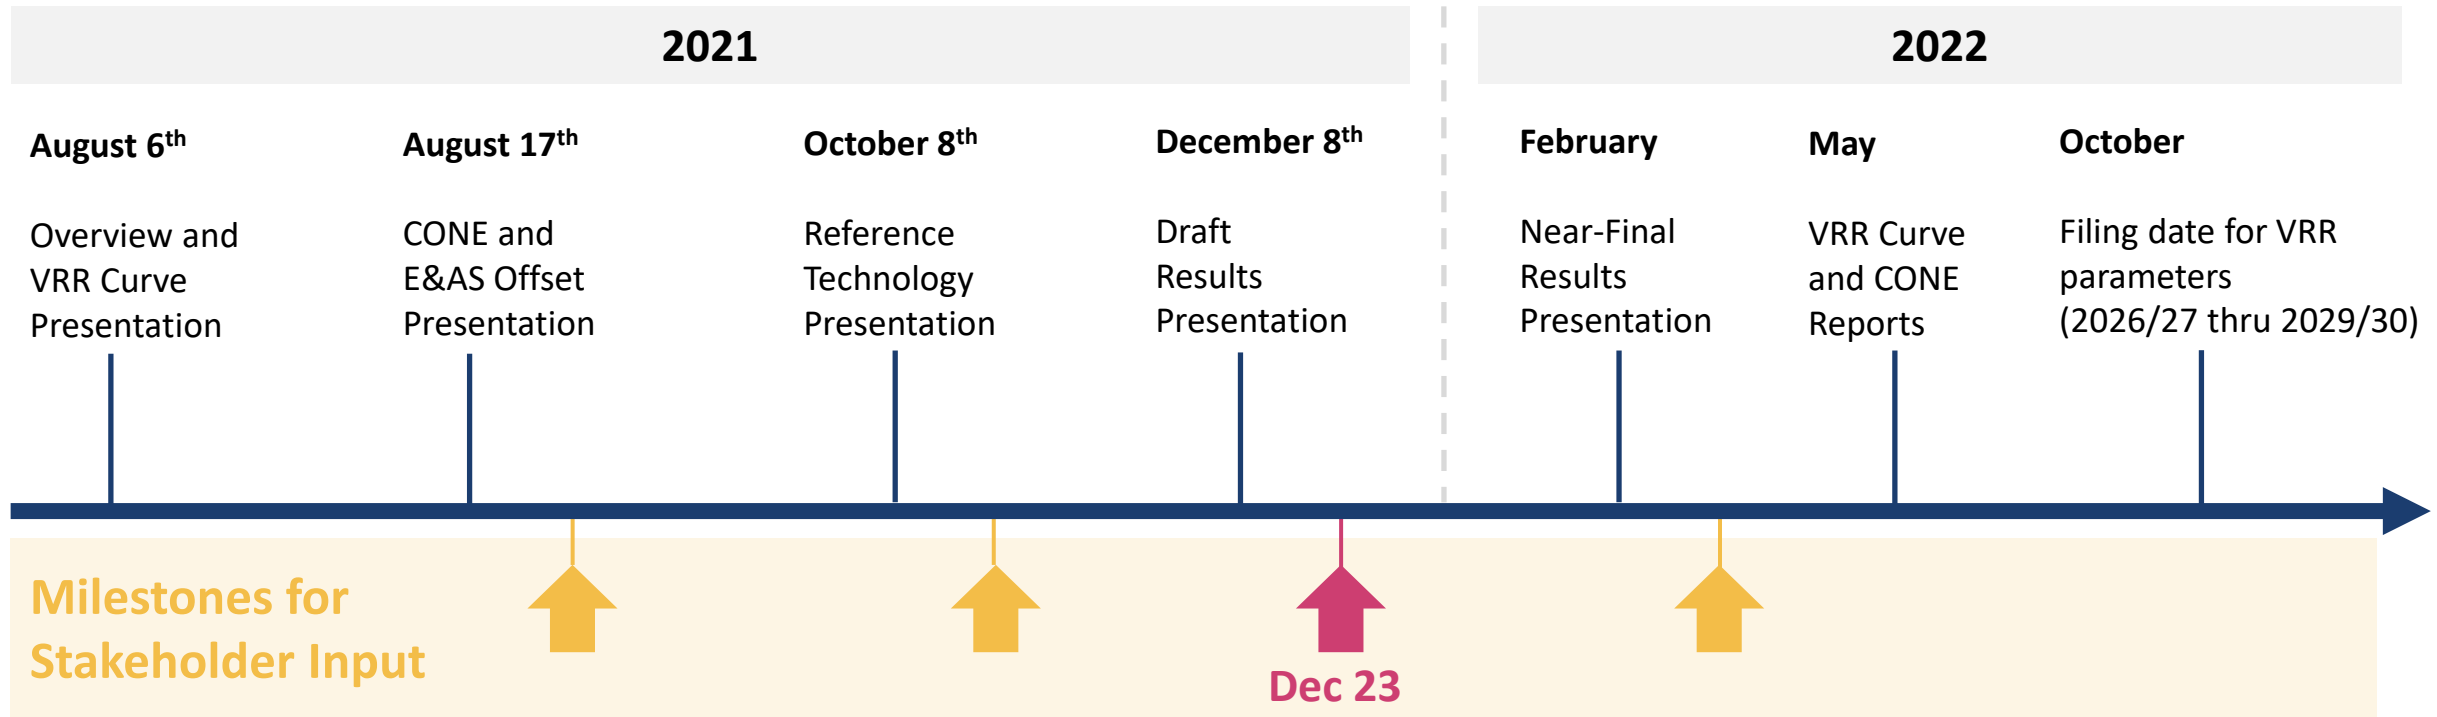 2021
2022
August 6th
Overview and
VRR Curve
Presentation
August 17th
CONE and
E&AS Offset
Presentation
October 8th
Reference
Technology
Presentation
December 8th
Draft
Results
Presentation
February
Near-Final
Results
Presentation
May
VRR Curve
and CONE
Reports
October
Filing date for VRR
parameters
(2026/27 thru 2029/30)
Milestones for
Stakeholder Input
Dec 23